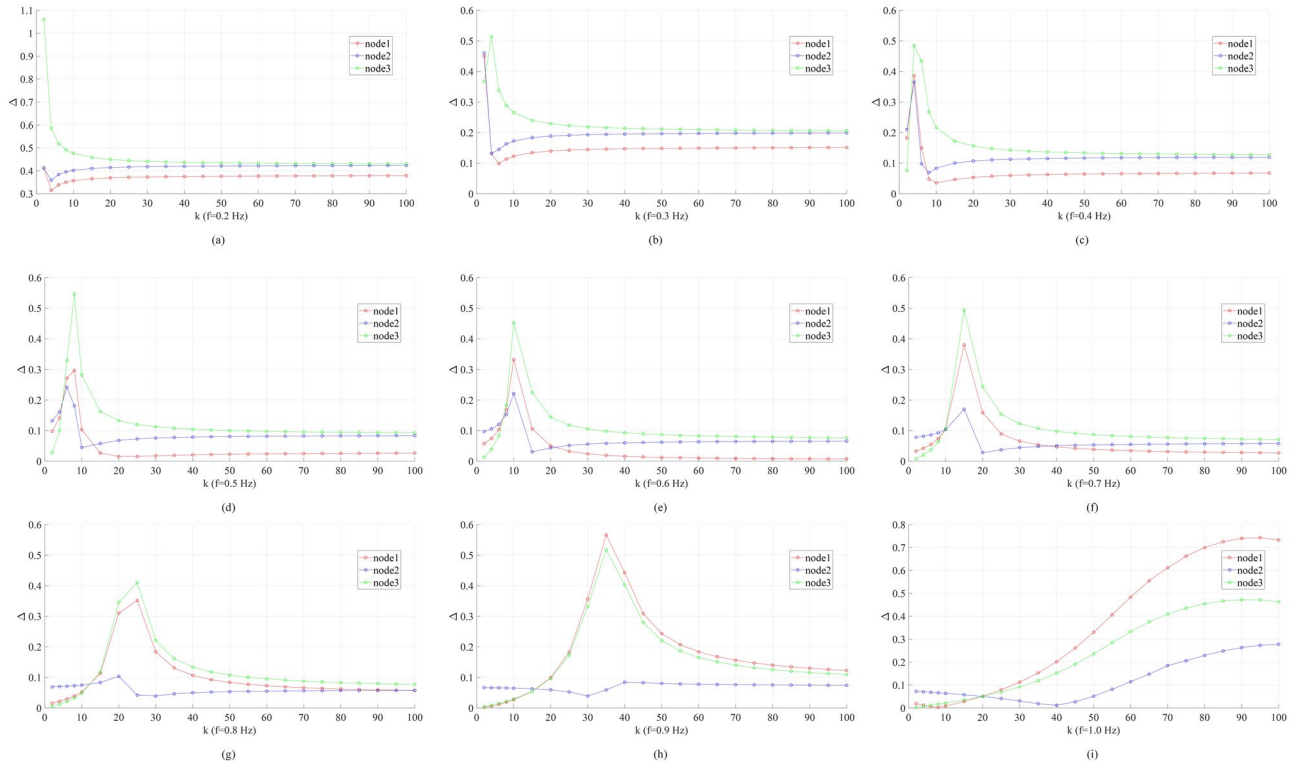 1.1
1
0.9
0.8
0.7
0.6
0.5
0.4
0.3
Δ
0 10 20 30 40 50 60 70 80 90 100
k (f=0.2 Hz)
node1
node2
node3
(a)
0.6
0.5
0.4
0.3
0.2
0.1
0
Δ
0 10 20 30 40 50 60 70 80 90 100
k (f=0.3 Hz)
node1
node2
node3
(b)
0.6
0.5
0.4
0.3
0.2
0.1
0
Δ
0 10 20 30 40 50 60 70 80 90 100
k (f=0.4 Hz)
node1
node2
node3
(c)
0.6
0.5
0.4
0.3
0.2
0.1
0
Δ
0 10 20 30 40 50 60 70 80 90 100
k (f=0.5 Hz)
node1
node2
node3
(d)
0.6
0.5
0.4
0.3
0.2
0.1
0
Δ
0 10 20 30 40 50 60 70 80 90 100
k (f=0.6 Hz)
node1
node2
node3
(e)
0.6
0.5
0.4
0.3
0.2
0.1
0
Δ
0 10 20 30 40 50 60 70 80 90 100
k (f=0.7 Hz)
node1
node2
node3
(f)
0.6
0.5
0.4
0.3
0.2
0.1
0
Δ
0 10 20 30 40 50 60 70 80 90 100
k (f=0.8 Hz)
node1
node2
node3
(g)
0.6
0.5
0.4
0.3
0.2
0.1
0
Δ
0 10 20 30 40 50 60 70 80 90 100
k (f=0.9 Hz)
node1
node2
node3
(h)
0.8
0.7
0.6
0.5
0.4
0.3
0.2
0.1
0
Δ
0 10 20 30 40 50 60 70 80 90 100
k (f=1.0 Hz)
node1
node2
node3
(i)